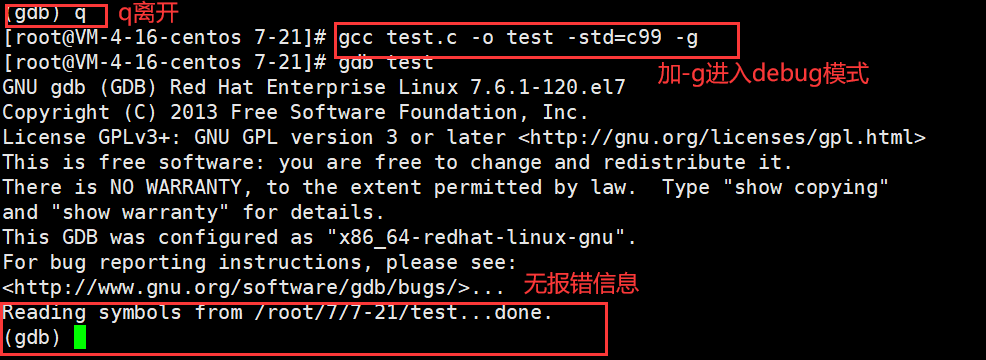 (gdb) q
q离开
[root@VM-4-16-centos 7-21]# gcc test.c -o test -std=c99 -g
[root@VM-4-16-centos 7-21]# gdb test
加-g进入debug模式
GNU gdb (GDB) Red Hat Enterprise Linux 7.6.1-120.el7
Copyright (C) 2013 Free Software Foundation, Inc.
License GPLv3+: GNU GPL version 3 or later <http://gnu.org/licenses/gpl.html>
This is free software: you are free to change and redistribute it.
There is NO WARRANTY, to the extent permitted by law.  Type "show copying"
and "show warranty" for details.
This GDB was configured as "x86_64-redhat-linux-gnu".
For bug reporting instructions, please see:
<http://www.gnu.org/software/gdb/bugs/>...
无报错信息
Reading symbols from /root/7/7-21/test...done.
(gdb)